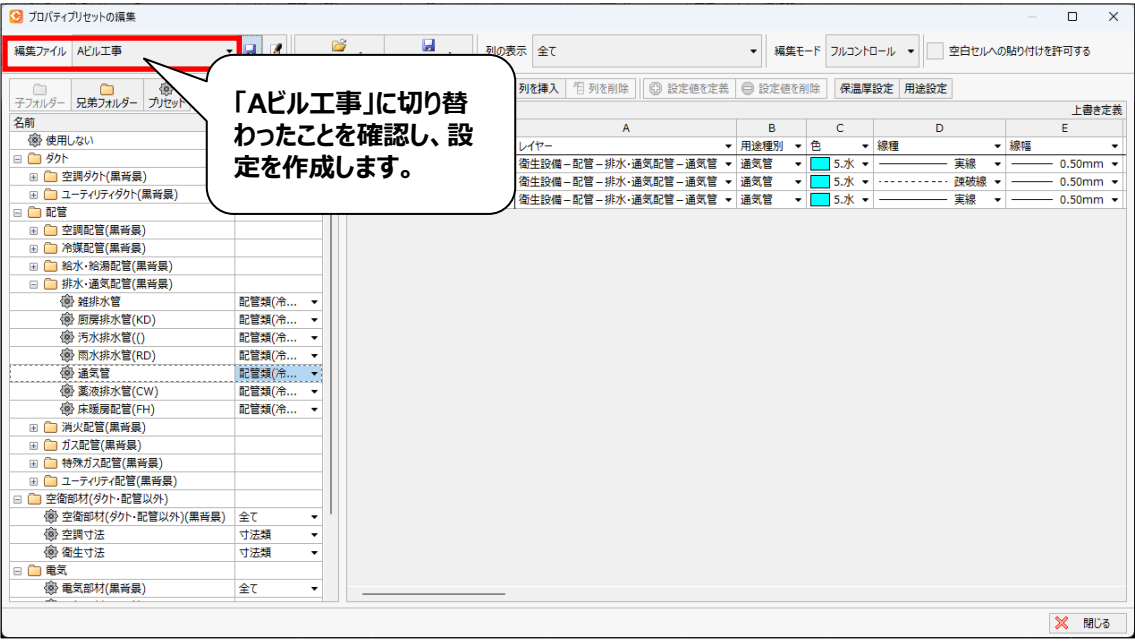 プロパティプリセットの編集
編集ファイル Aビル工事
列の表示 全て 編集モード フルコントロール 空白セルへの貼り付けを許可する
子フォルダー 兄弟フォルダー プリセット
列を挿入 列を削除 設定値を定義 設定値を削除 保温厚設定 用途設定
「Aビル工事」に切り替
わったことを確認し、設
定を作成します。
上書き定義
名前
A B C D E
レイヤー 用途種別 色 線種 線幅
衛生設備－配管－排水・通気配管－通気管 通気管 5.水 実線 0.50mm
衛生設備－配管－排水・通気配管－通気管 通気管 5.水 疎破線 0.50mm
衛生設備－配管－排水・通気配管－通気管 通気管 5.水 実線 0.50mm
使用しない
ダクト
空調ダクト(黒背景)
ユーティリティダクト(黒背景)
配管
空調配管(黒背景)
冷媒配管(黒背景)
給水・給湯配管(黒背景)
排水・通気配管(黒背景)
雑排水管 配管類(冷...
厨房排水管(KD) 配管類(冷...
汚水排水管(() 配管類(冷...
雨水排水管(RD) 配管類(冷...
通気管 配管類(冷...
薬液排水管(CW) 配管類(冷...
床暖房配管(FH) 配管類(冷...
消火配管(黒背景)
ガス配管(黒背景)
特殊ガス配管(黒背景)
ユーティリティ配管(黒背景)
空衛部材(ダクト・配管以外)
空衛部材(ダクト・配管以外)(黒背景) 全て
空調寸法 寸法類
衛生寸法 寸法類
電気
電気部材(黒背景) 全て
閉じる